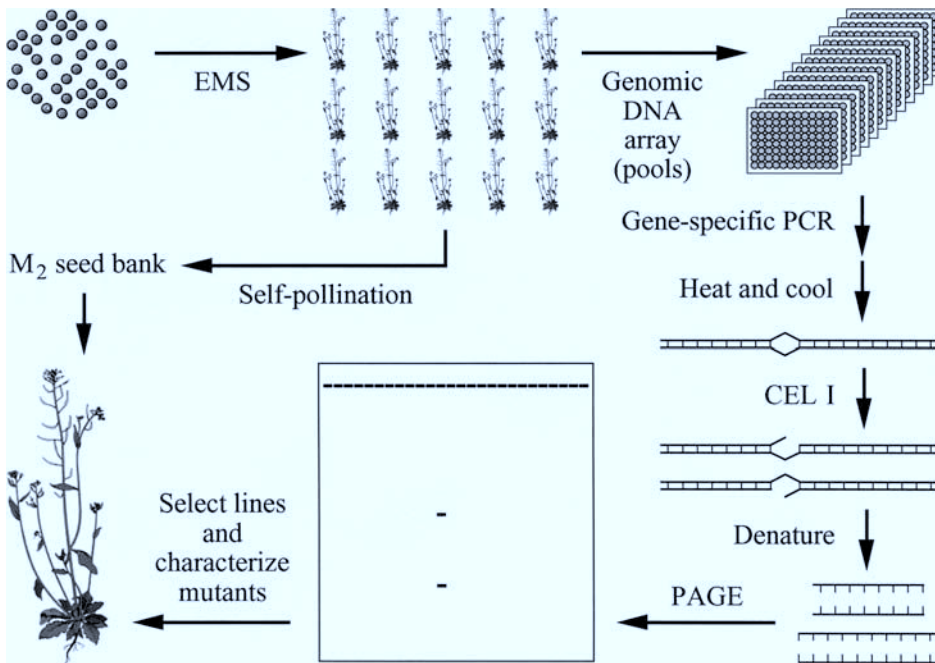 EMS
Genomic
DNA
array
(pools)
Gene-specific PCR
Heat and cool
M2 seed bank
Self-pollination
CEL I
Select lines
and
characterize
mutants
Denature
PAGE